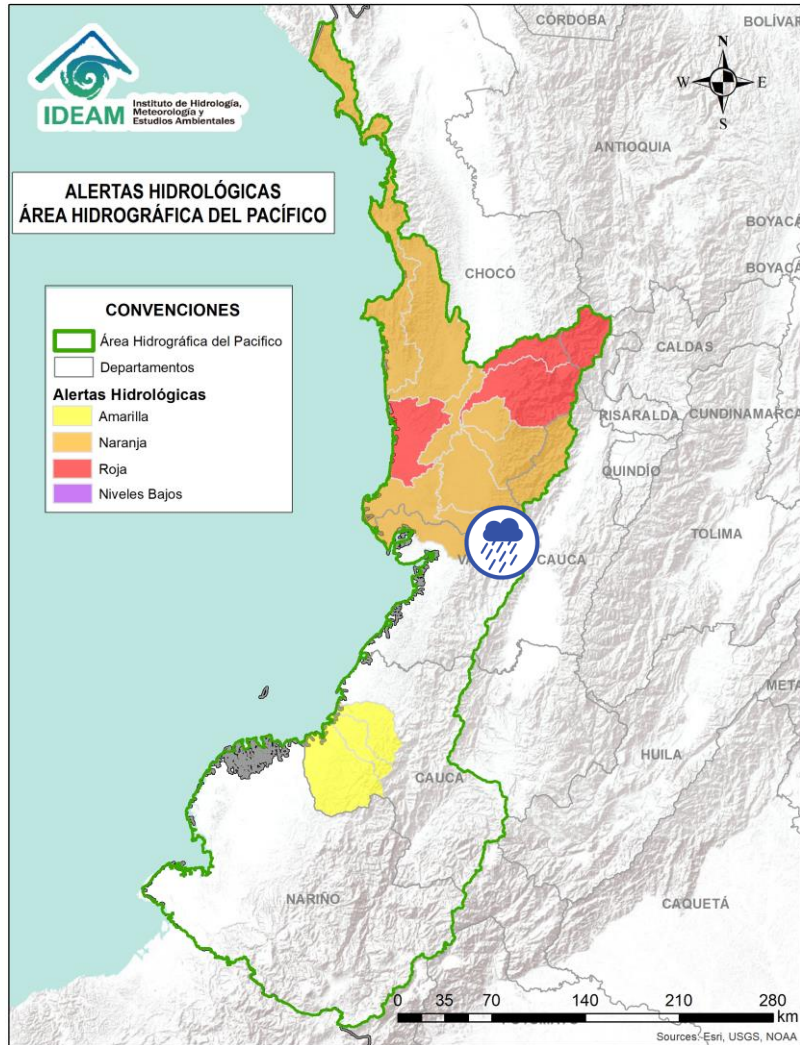 IDEAM
Instituto de Hidrología,
Meteorología y
Estudios Ambientales
CÓRDOBA
BOLÍVAR
N
W
E
S
ANTIOQUIA
ALERTAS HIDROLÓGICAS
ÁREA HIDROGRÁFICA DEL PACÍFICO
BOYACÁ
BOYACÁ
CHOCÓ
CONVENCIONES
Área Hidrográfica del Pacifico
Departamentos
Alertas Hidrológicas
Amarilla
Naranja
Roja
Niveles Bajos
CALDAS
RISARALDA
CUNDINAMARCA
QUINDÍO
TOLIMA
CAUCA
META
HUILA
CAUCA
NARIÑO
CAQUETÁ
0 35 70 140 210 280
km
Sources: Esri, USGS, NOAA